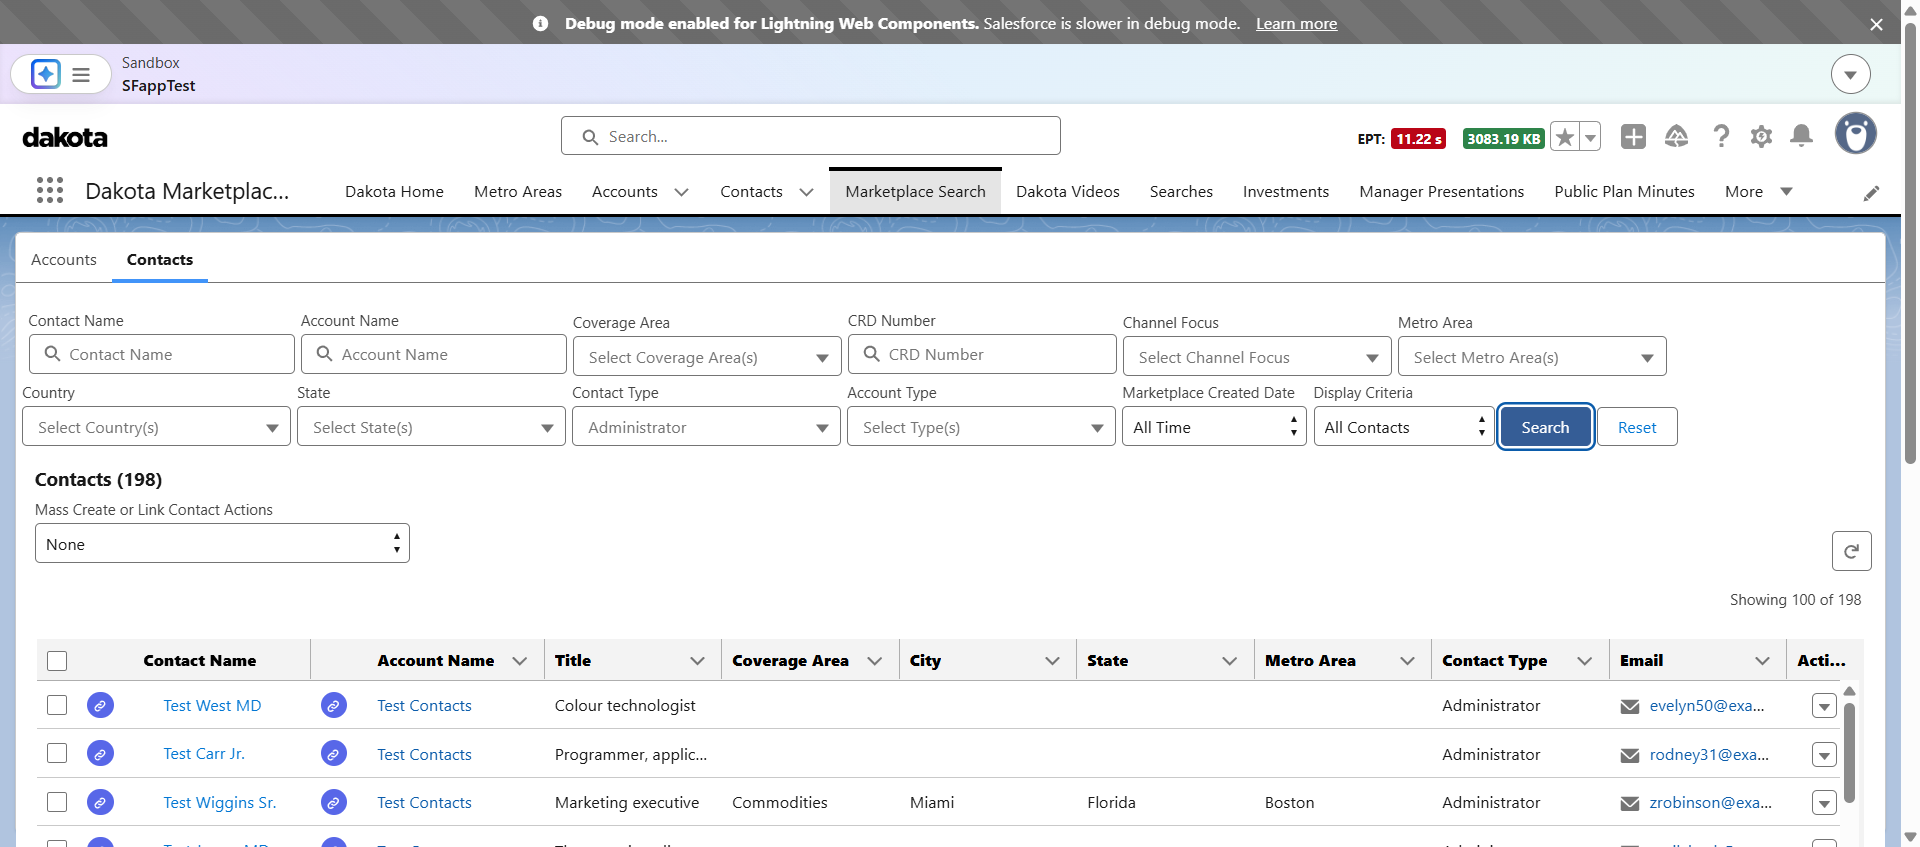 Debug mode enabled for Lightning Web Components. Salesforce is slower in debug mode. Learn more
Sandbox
SFappTest
dakota
Search...
EPT: 11.22 s 3083.19 KB
Dakota Marketplac... Dakota Home Metro Areas Accounts Contacts Marketplace Search Dakota Videos Searches Investments Manager Presentations Public Plan Minutes More
Accounts Contacts
Contact Name Account Name Coverage Area CRD Number Channel Focus Metro Area
Contact Name Account Name Select Coverage Area(s) CRD Number Select Channel Focus Select Metro Area(s)
Country State Contact Type Account Type Marketplace Created Date Display Criteria
Select Country(s) Select State(s) Administrator Select Type(s) All Time All Contacts Search Reset
Contacts (198)
Mass Create or Link Contact Actions
None
Showing 100 of 198
Contact Name Account Name Title Coverage Area City State Metro Area Contact Type Email Acti...
Test West MD Test Contacts Colour technologist Administrator evelyn50@exa...
Test Carr Jr. Test Contacts Programmer, applic... Administrator rodney31@exa...
Test Wiggins Sr. Test Contacts Marketing executive Commodities Miami Florida Boston Administrator zrobinson@exa...